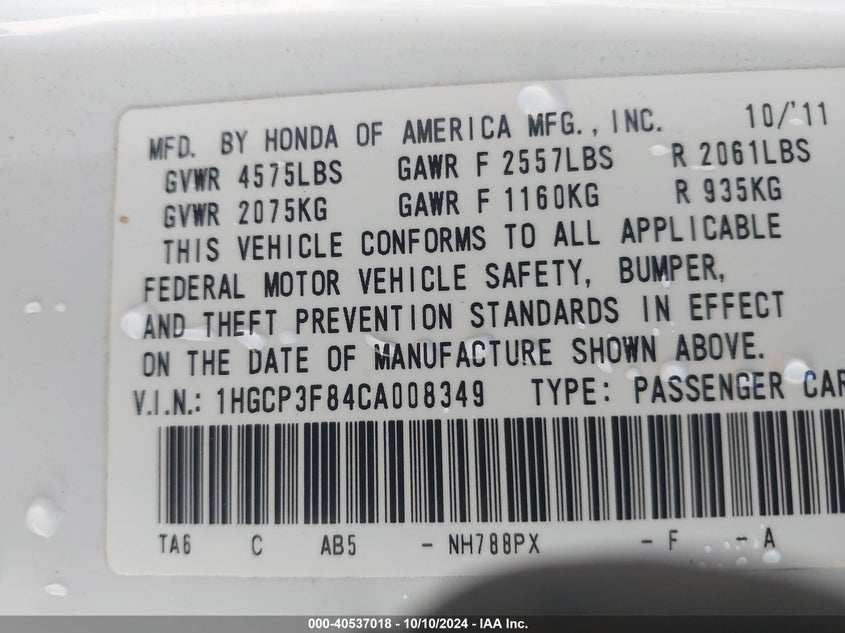 MFD. BY HONDA OF AMERICA MFG., INC. 10/'11
GVWR 4575LBS GAWR F 2557LBS R 2061LBS
GVWR 2075KG GAWR F 1160KG R 935KG
THIS VEHICLE CONFORMS TO ALL APPLICABLE
FEDERAL MOTOR VEHICLE SAFETY, BUMPER,
AND THEFT PREVENTION STANDARDS IN EFFECT
ON THE DATE OF MANUFACTURE SHOWN ABOVE.
V.I.N.: 1HGCP3F84CA008349 TYPE: PASSENGER CAR
TA6 C AB5 - NH788PX - F - A
000-40537018 - 10/10/2024 - IAA Inc.